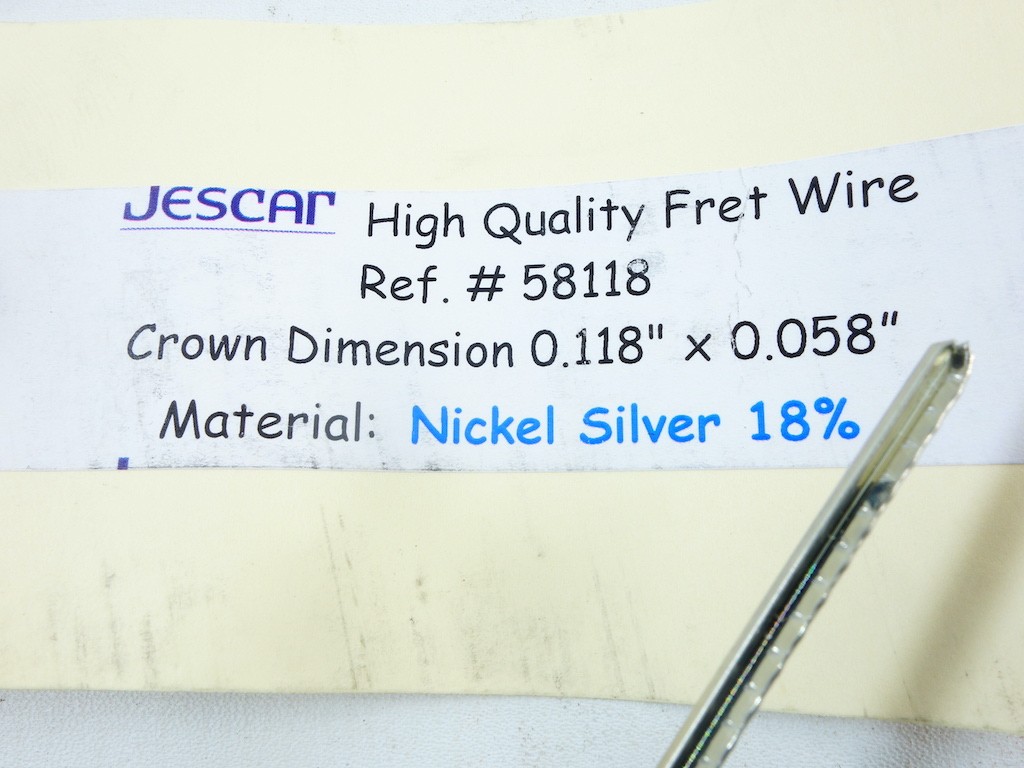 JESCAR High Quality Fret Wire
Ref. # 58118
Crown Dimension 0.118" x 0.058"
Material: Nickel Silver 18%